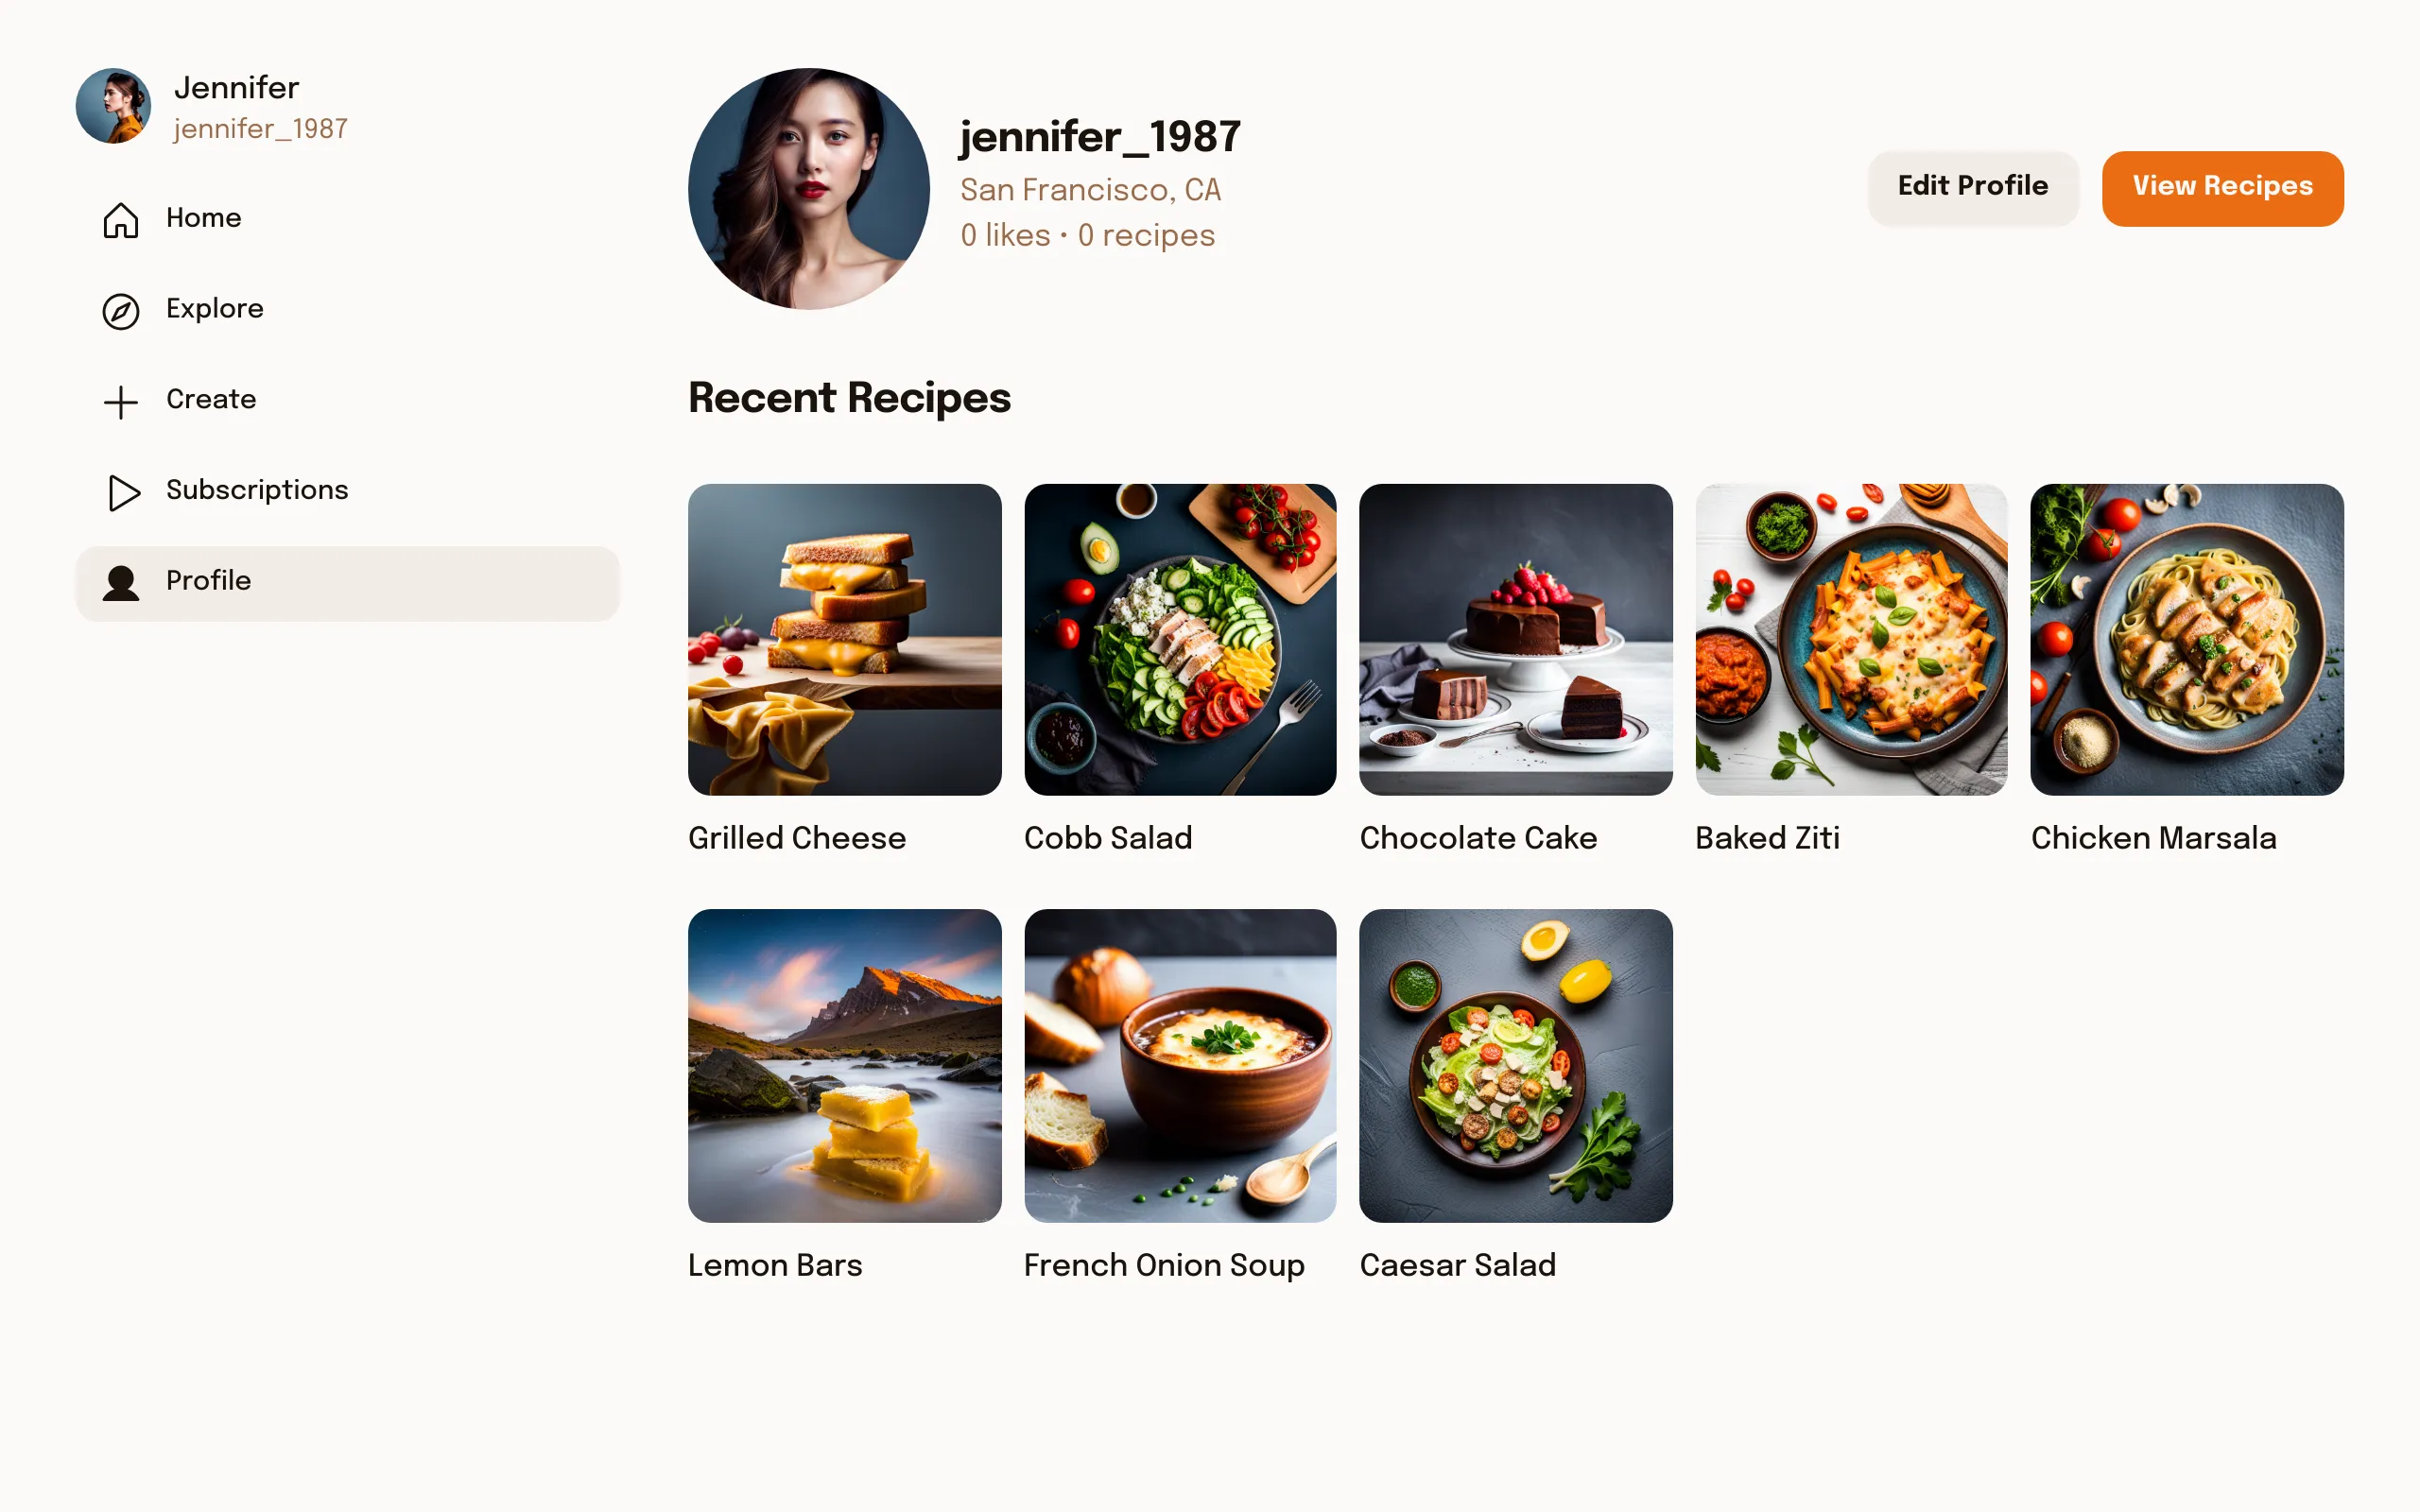 Jennifer
jennifer_1987
Home
Explore
Create
Subscriptions
Profile
jennifer_1987
San Francisco, CA
0 likes · 0 recipes
Edit Profile
View Recipes
Recent Recipes
Grilled Cheese
Cobb Salad
Chocolate Cake
Baked Ziti
Chicken Marsala
Lemon Bars
French Onion Soup
Caesar Salad